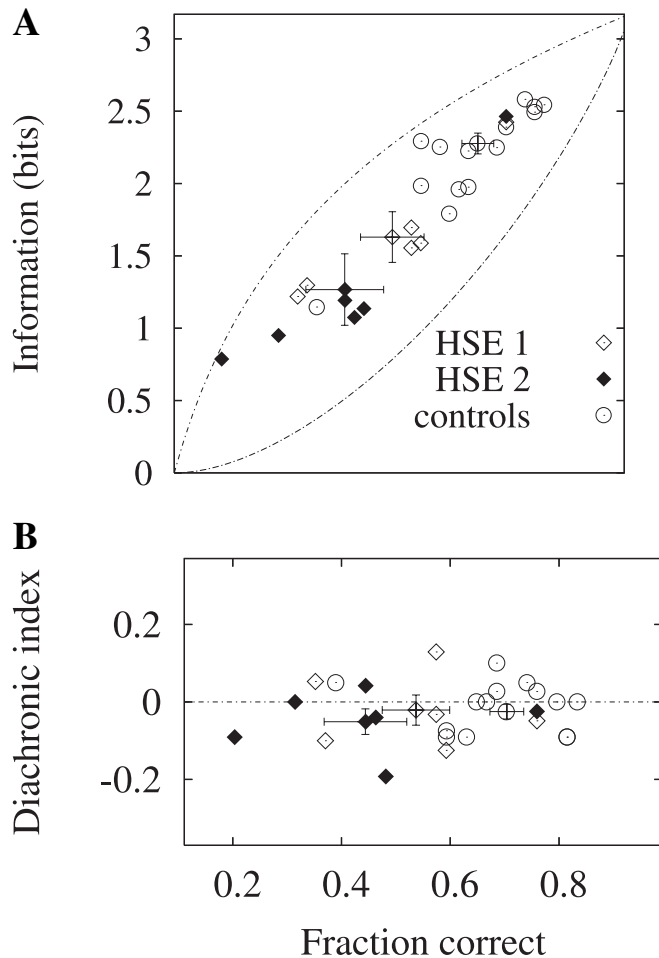 A
3
2.5
2
1.5
1
0.5
0
Information (bits)
HSE 1
HSE 2
controls
B
0.2
0
-0.2
Diachronic index
0.2 0.4 0.6 0.8
Fraction correct